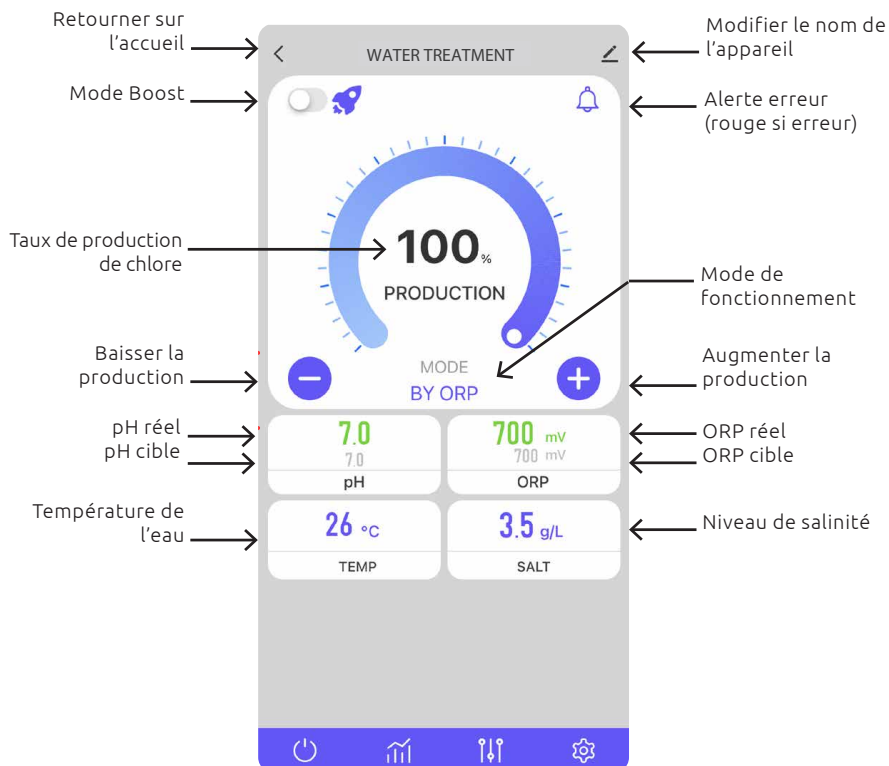 Retourner sur
l'accueil
WATER TREATMENT
Modifier le nom de
l'appareil
Mode Boost
Alerte erreur
(rouge si erreur)
Taux de production
de chlore
100%
PRODUCTION
Mode de
fonctionnement
Baisser la
production
MODE
BY ORP
Augmenter la
production
pH réel
pH cible
7.0
7.0
pH
700 mV
700 mV
ORP
ORP réel
ORP cible
Température de
l'eau
26 °C
TEMP
3.5 g/L
SALT
Niveau de salinité